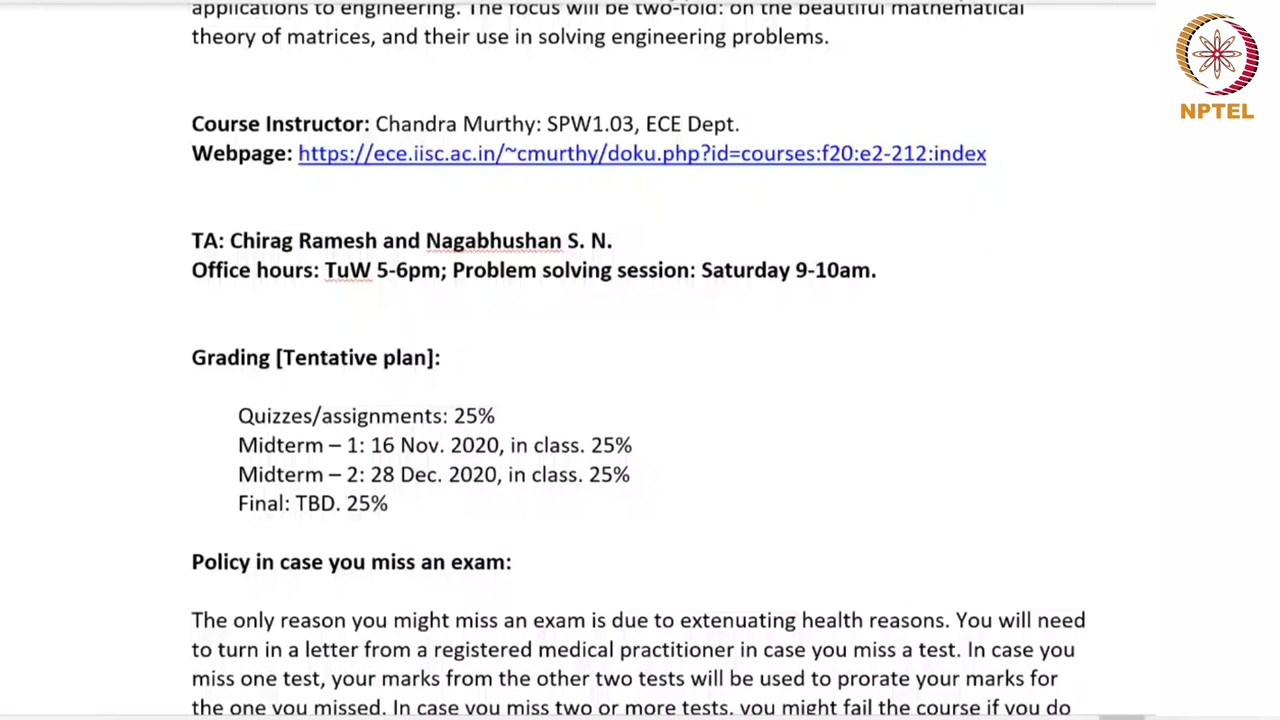 applications to engineering. The focus will be two-fold: on the beautiful mathematical
theory of matrices, and their use in solving engineering problems.
NPTEL
Course Instructor: Chandra Murthy: SPW1.03, ECE Dept.
Webpage: https://ece.iisc.ac.in/~cmurthy/doku.php?id=courses:f20:e2-212:index
TA: Chirag Ramesh and Nagabhushan S. N.
Office hours: TuW 5-6pm; Problem solving session: Saturday 9-10am.
Grading [Tentative plan]:
Quizzes/assignments: 25%
Midterm – 1: 16 Nov. 2020, in class. 25%
Midterm – 2: 28 Dec. 2020, in class. 25%
Final: TBD. 25%
Policy in case you miss an exam:
The only reason you might miss an exam is due to extenuating health reasons. You will need
to turn in a letter from a registered medical practitioner in case you miss a test. In case you
miss one test, your marks from the other two tests will be used to prorate your marks for
the one you missed. In case you miss two or more tests, you might fail the course if you do